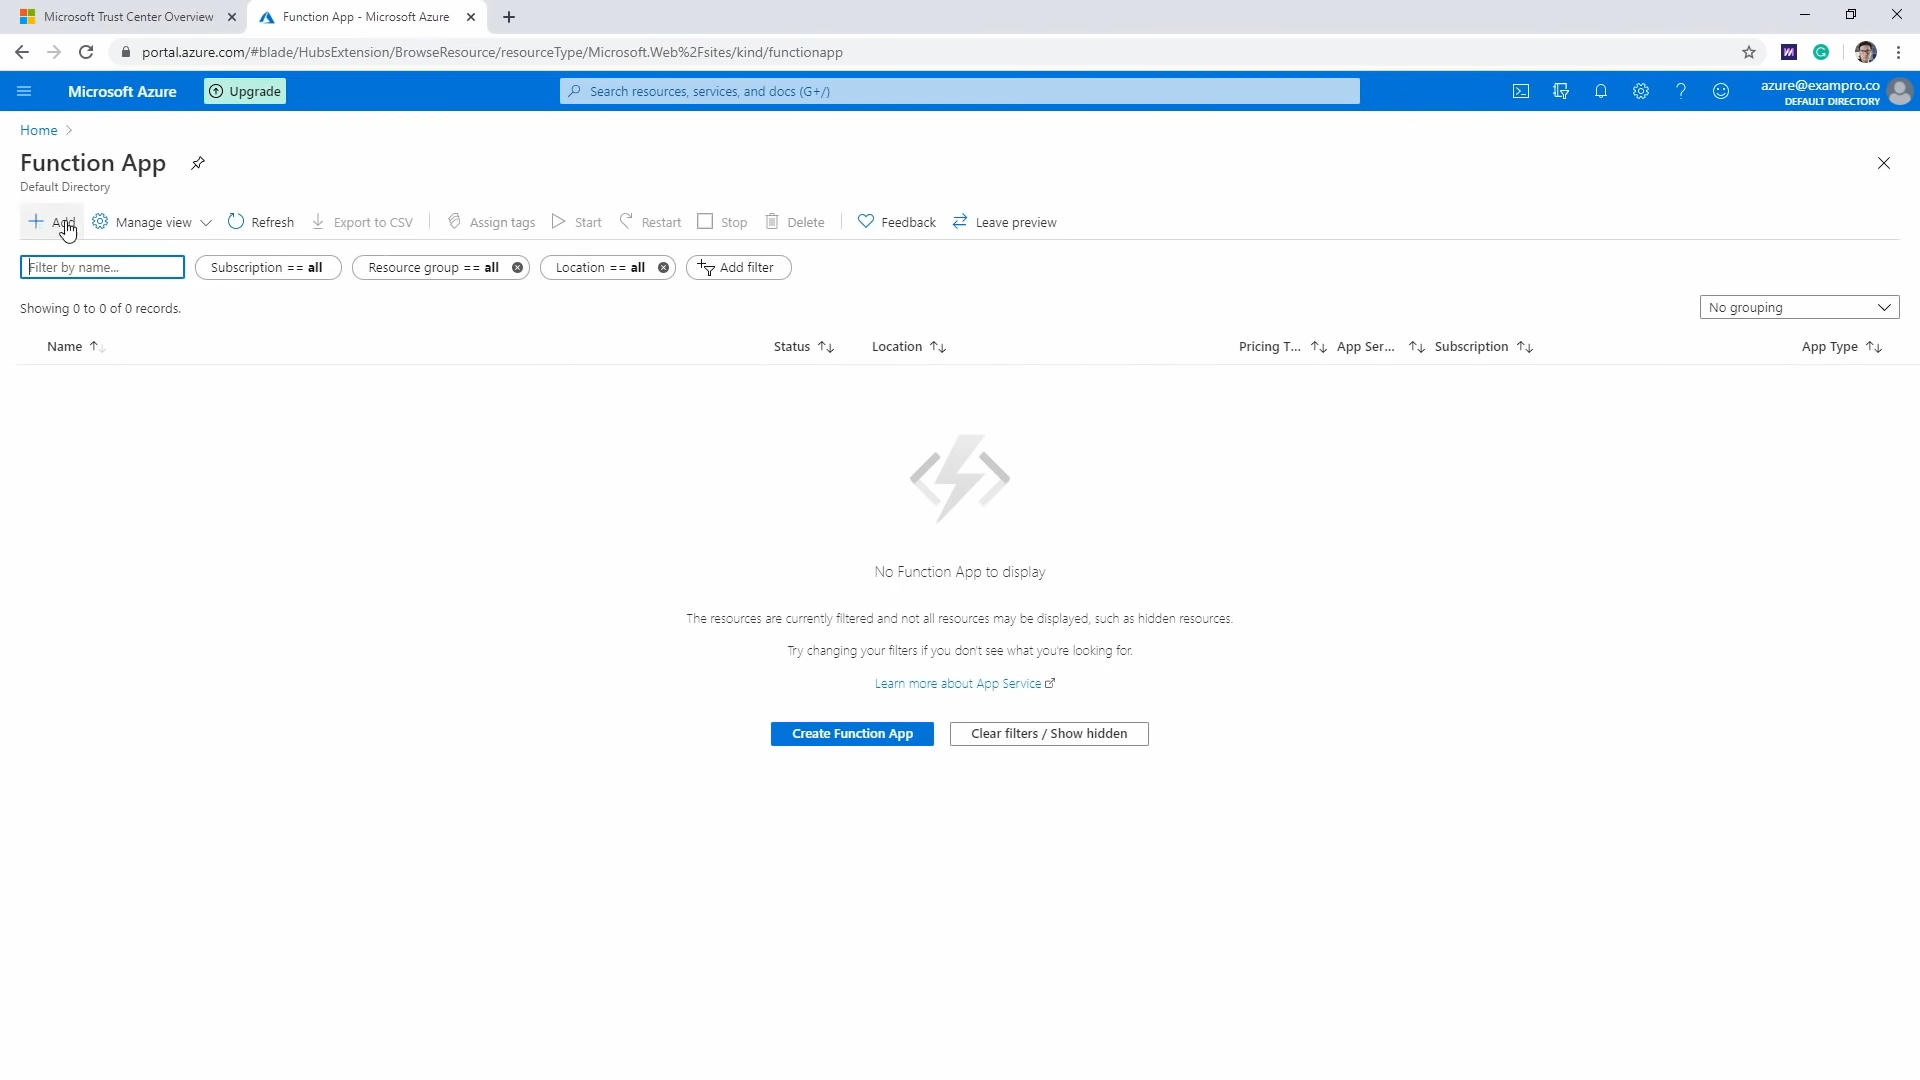 Microsoft Trust Center Overview
Function App - Microsoft Azure
portal.azure.com/#blade/HubsExtension/BrowseResource/resourceType/Microsoft.Web%2Fsites/kind/functionapp
Microsoft Azure
Upgrade
Search resources, services, and docs (G+/)
azure@exampro.co
DEFAULT DIRECTORY
Home
Function App
Default Directory
Add Manage view Refresh Export to CSV Assign tags Start Restart Stop Delete Feedback Leave preview
Filter by name... Subscription == all Resource group == all Location == all Add filter
Showing 0 to 0 of 0 records.
No grouping
Name Status Location Pricing T... App Ser... Subscription App Type
No Function App to display
The resources are currently filtered and not all resources may be displayed, such as hidden resources.
Try changing your filters if you don't see what you're looking for.
Learn more about App Service
Create Function App Clear filters / Show hidden